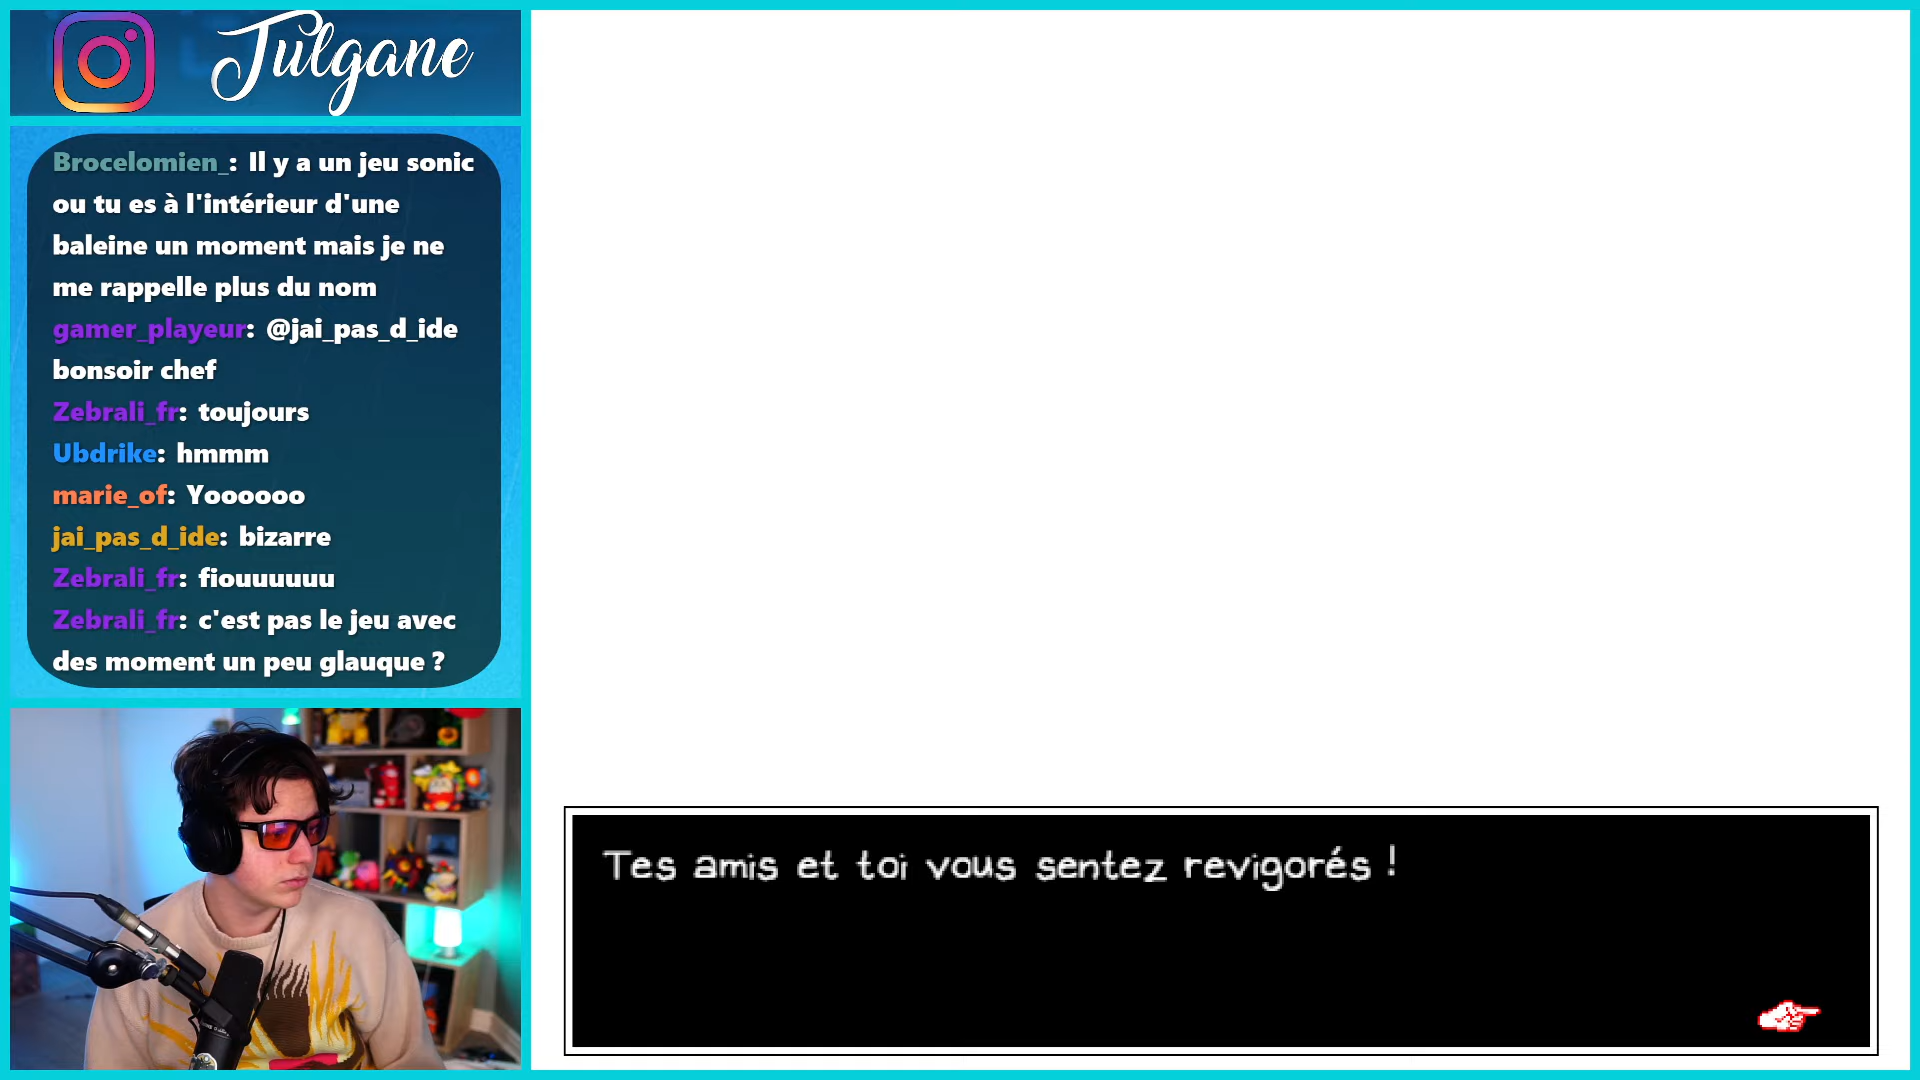 Julgane
Brocelomien_: Il y a un jeu sonic
ou tu es à l'intérieur d'une
baleine un moment mais je ne
me rappelle plus du nom
gamer_playeur: @jai_pas_d_ide
bonsoir chef
Zebrali_fr: toujours
Ubdrike: hmmm
marie_of: Yoooooo
jai_pas_d_ide: bizarre
Zebrali_fr: fiouuuuuu
Zebrali_fr: c'est pas le jeu avec
des moment un peu glauque ?
Tes amis et toi vous sentez revigorés !